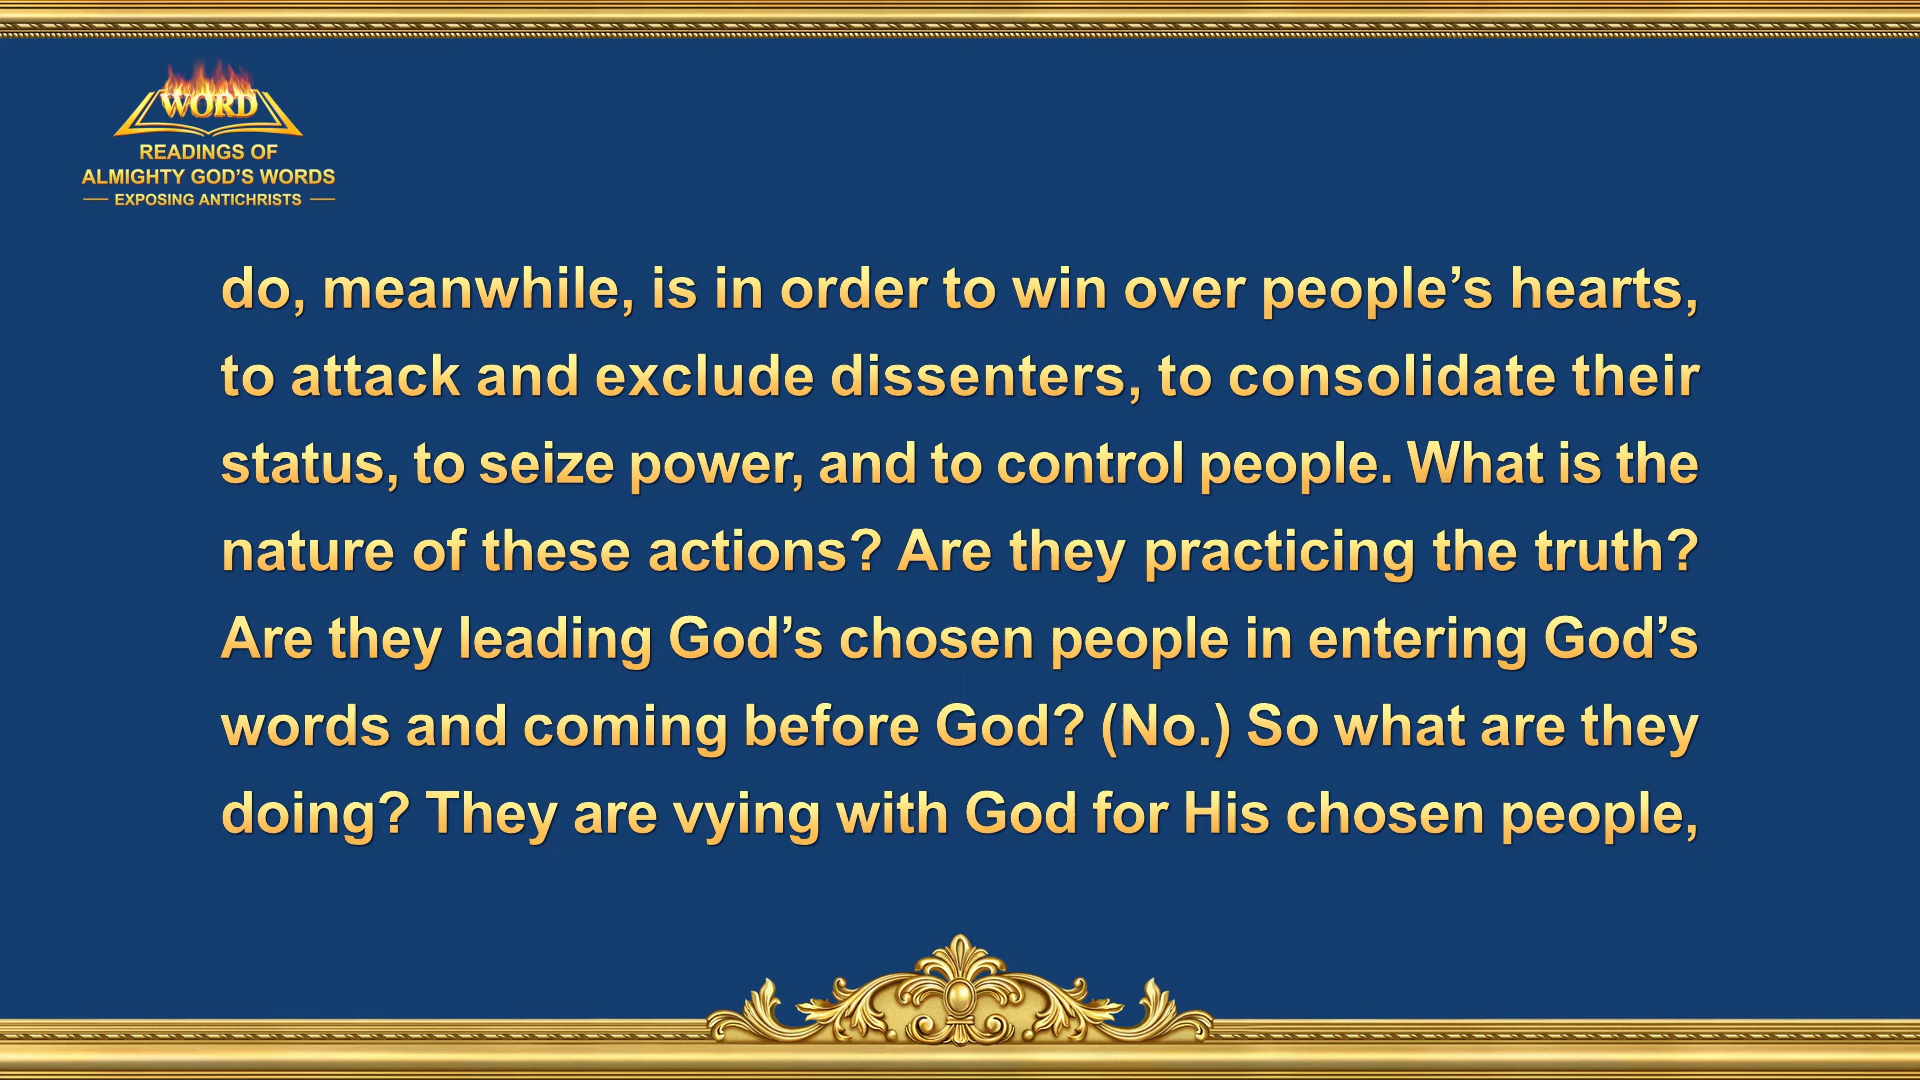 WORD
READINGS OF
ALMIGHTY GOD’S WORDS
EXPOSING ANTICHRISTS
do, meanwhile, is in order to win over people’s hearts,
to attack and exclude dissenters, to consolidate their
status, to seize power, and to control people. What is the
nature of these actions? Are they practicing the truth?
Are they leading God’s chosen people in entering God’s
words and coming before God? (No.) So what are they
doing? They are vying with God for His chosen people,